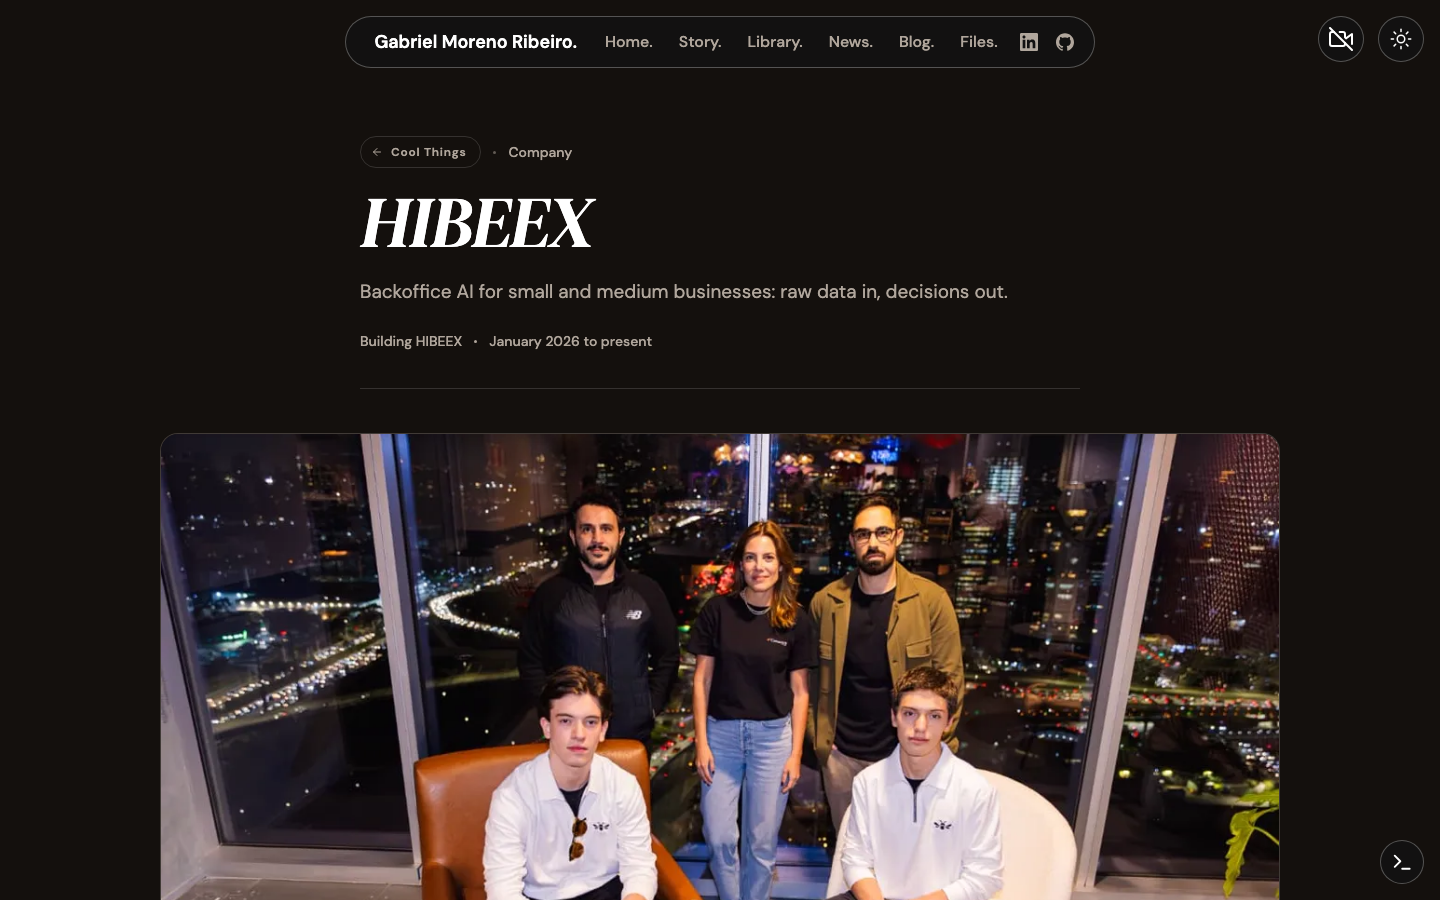 Gabriel Moreno Ribeiro. Home. Story. Library. News. Blog. Files.
← Cool Things • Company
HIBEEX
Backoffice AI for small and medium businesses: raw data in, decisions out.
Building HIBEEX • January 2026 to present